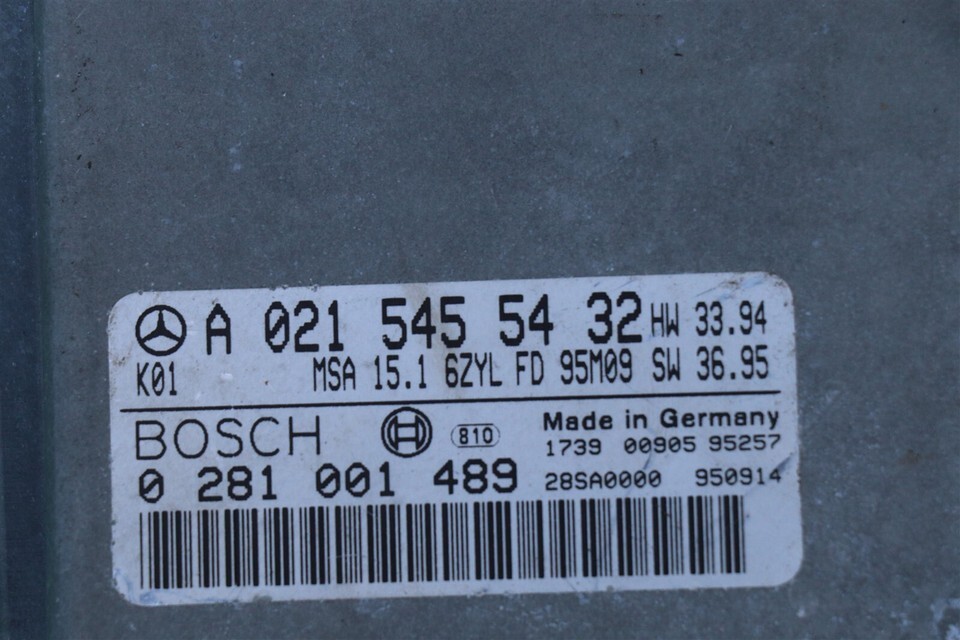 A 021 545 54 32 HW 33.94
K01 MSA 15.1 6ZYL FD 95M09 SW 36.95
BOSCH 810 Made in Germany
1739 00905 95257
0 281 001 489 28SA0000 950914